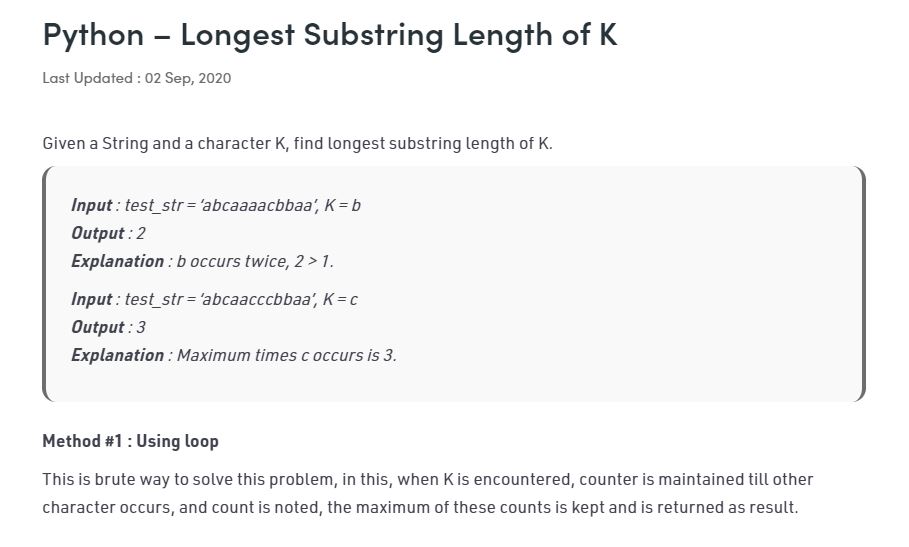 Python – Longest Substring Length of K
Last Updated : 02 Sep, 2020
Given a String and a character K, find longest substring length of K.
Input : test_str = ‘abcaaaacbbaa’, K = b
Output : 2
Explanation : b occurs twice, 2 > 1.
Input : test_str = ‘abcaacccbbaa’, K = c
Output : 3
Explanation : Maximum times c occurs is 3.
Method #1 : Using loop
This is brute way to solve this problem, in this, when K is encountered, counter is maintained till other
character occurs, and count is noted, the maximum of these counts is kept and is returned as result.